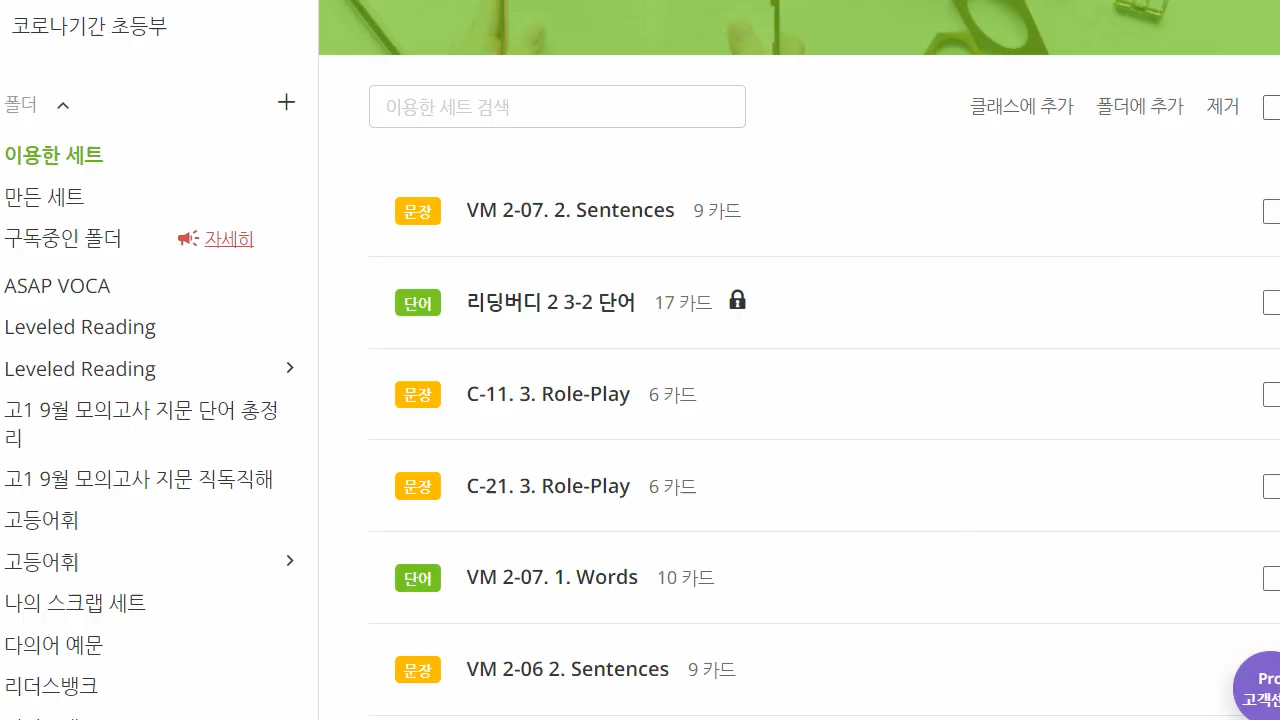 코로나기간 초등부
폴더
이용한 세트
만든 세트
구독중인 폴더 자세히
ASAP VOCA
Leveled Reading
Leveled Reading
고1 9월 모의고사 지문 단어 총정
리
고1 9월 모의고사 지문 직독직해
고등어휘
고등어휘
나의 스크랩 세트
다의어 예문
리더스뱅크
이용한 세트 검색
클래스에 추가 폴더에 추가 제거
문장 VM 2-07. 2. Sentences 9 카드
단어 리딩버디 2 3-2 단어 17 카드
문장 C-11. 3. Role-Play 6 카드
문장 C-21. 3. Role-Play 6 카드
단어 VM 2-07. 1. Words 10 카드
문장 VM 2-06 2. Sentences 9 카드